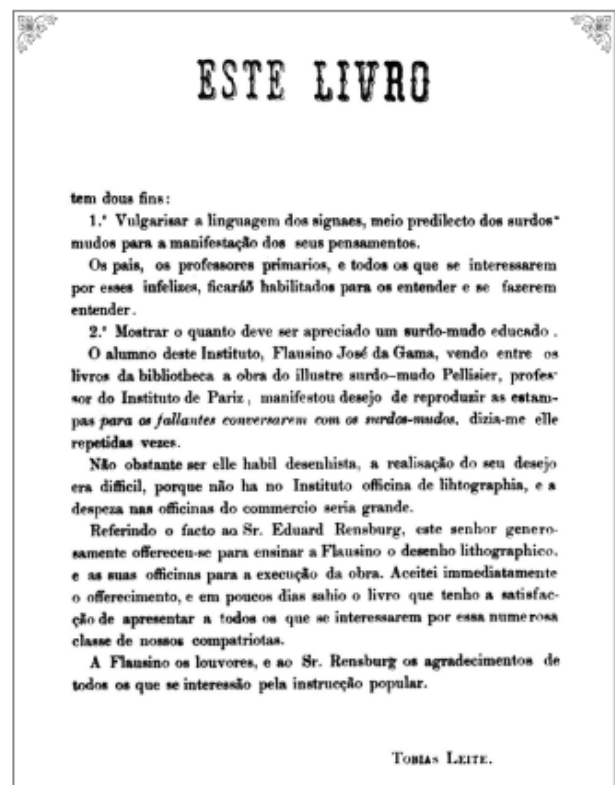 ESTE LIVRO
tem dous fins:
1.º Vulgarisar a linguagem dos signaes, meio predilecto dos surdos-
mudos para a manifestação dos seus pensamentos.
Os pais, os professores primarios, e todos os que se interessarem
por esses infelizes, ficaráõ habilitados para os entender e se fazerem
entender.
2.º Mostrar o quanto deve ser apreciado um surdo-mudo educado.
O alumno deste Instituto, Flausino José da Gama, vendo entre os
livros da bibliotheca a obra do illustre surdo-mudo Pellisier, profes-
sor do Instituto de Pariz, manifestou desejo de reproduzir as estam-
pas para os fallantes conversarem com os surdos-mudos, dizia-me elle
repetidas vezes.
Não obstante ser elle habil desenhista, a realisação do seu desejo
era difficil, porque não ha no Instituto officina de lihtographia, e a
despeza nas officinas do commercio seria grande.
Referindo o facto ao Sr. Eduard Rensburg, este senhor genero-
samente offereceu-se para ensinar a Flausino o desenho lithographico,
e as suas officinas para a execução da obra. Aceitei immediatamente
o offerecimento, e em poucos dias sahio o livro que tenho a satisfac-
ção de apresentar a todos os que se interessarem por essa numerosa
classe de nossos compatriotas.
A Flausino os louvores, e ao Sr. Rensburg os agradecimentos de
todos os que se interessão pela instrucção popular.
Tobias Leite.